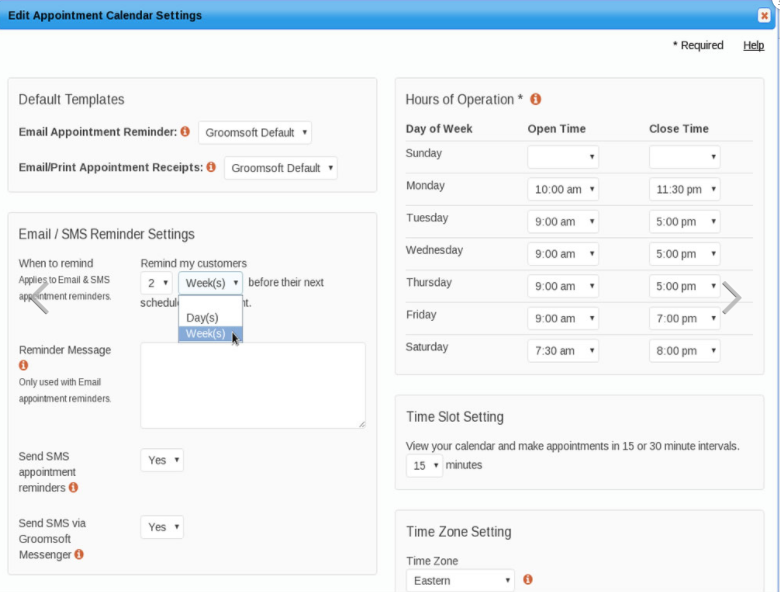 Edit Appointment Calendar Settings
* Required Help
Default Templates
Email Appointment Reminder: Groomsoft Default
Email/Print Appointment Receipts: Groomsoft Default
Email / SMS Reminder Settings
When to remind
Applies to Email & SMS
appointment reminders.
Remind my customers
2 Week(s) before their next
schedul nt.
Day(s)
Week(s)
Reminder Message
Only used with Email
appointment reminders.
Send SMS
appointment
reminders
Yes
Send SMS via
Groomsoft
Messenger
Yes
Hours of Operation *
Day of Week Open Time Close Time
Sunday
Monday 10:00 am 11:30 pm
Tuesday 9:00 am 5:00 pm
Wednesday 9:00 am 5:00 pm
Thursday 9:00 am 5:00 pm
Friday 9:00 am 7:00 pm
Saturday 7:30 am 8:00 pm
Time Slot Setting
View your calendar and make appointments in 15 or 30 minute intervals.
15 minutes
Time Zone Setting
Time Zone
Eastern